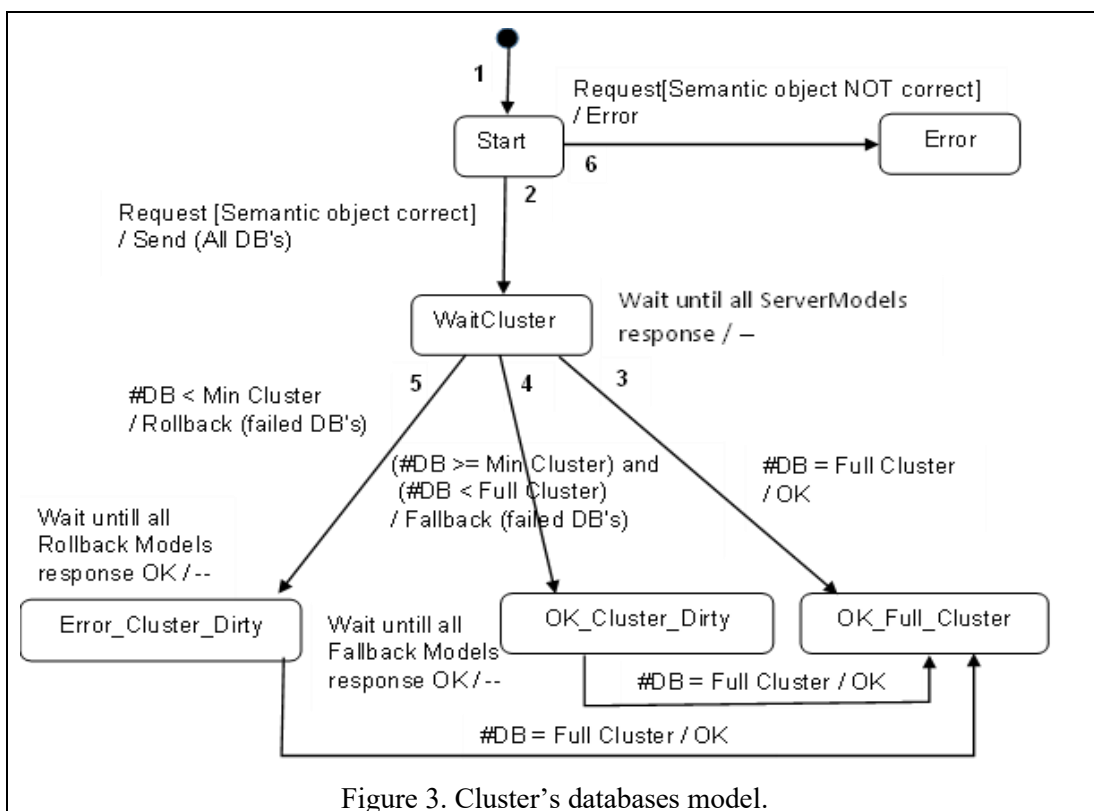 1
Request[Semantic object NOT correct]
/ Error
Start
Error
6
2
Request [Semantic object correct]
/ Send (All DB's)
WaitCluster
Wait until all ServerModels
response / –
5
4
3
#DB < Min Cluster
/ Rollback (failed DB's)
(#DB >= Min Cluster) and
(#DB < Full Cluster)
/ Fallback (failed DB's)
#DB = Full Cluster
/ OK
Wait untill all
Rollback Models
response OK / --
Error_Cluster_Dirty
Wait untill all
Fallback Models
response OK / --
OK_Cluster_Dirty
OK_Full_Cluster
#DB = Full Cluster / OK
#DB = Full Cluster / OK
Figure 3. Cluster’s databases model.